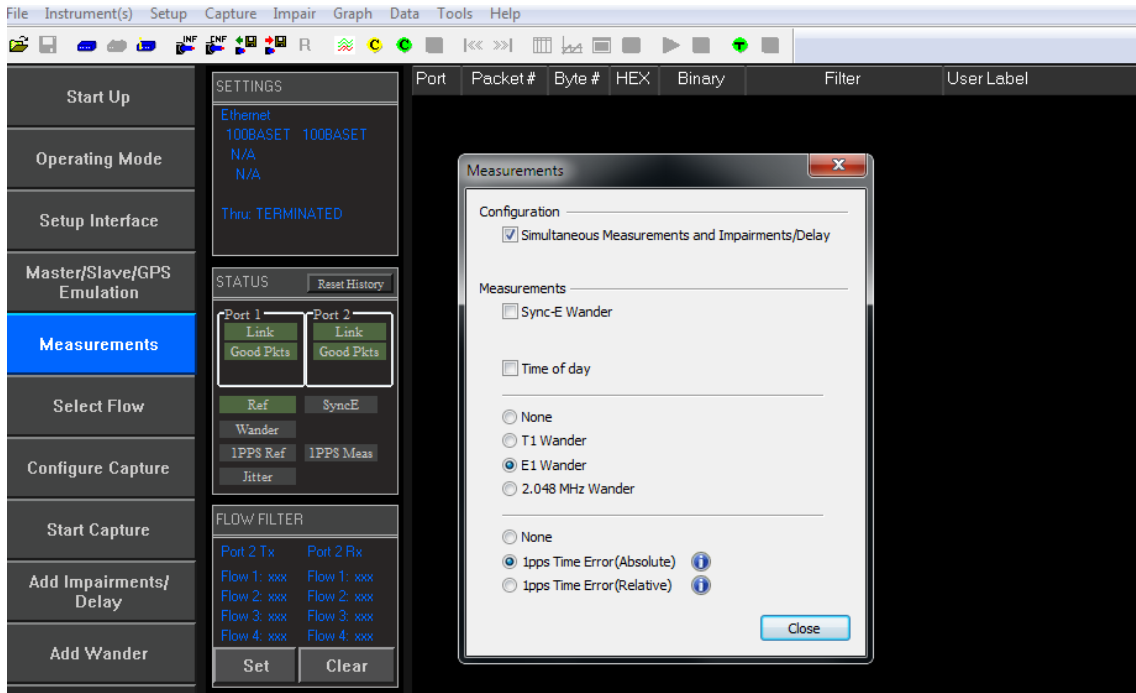 File Instrument(s) Setup Capture Impair Graph Data Tools Help
INF INF R C C T
Start Up
Operating Mode
Setup Interface
Master/Slave/GPS
Emulation
Measurements
Select Flow
Configure Capture
Start Capture
Add Impairments/
Delay
Add Wander
SETTINGS
Ethernet
100BASET 100BASET
N/A
N/A
Thru: TERMINATED
STATUS Reset History
Port 1 Port 2
Link Link
Good Pkts Good Pkts
Ref SyncE
Wander
1PPS Ref 1PPS Meas
Jitter
FLOW FILTER
Port 2 Tx Port 2 Rx
Flow 1: xxx Flow 1: xxx
Flow 2: xxx Flow 2: xxx
Flow 3: xxx Flow 3: xxx
Flow 4: xxx Flow 4: xxx
Set Clear
Port Packet # Byte # HEX Binary Filter User Label
Measurements
Configuration
Simultaneous Measurements and Impairments/Delay
Measurements
Sync-E Wander
Time of day
None
T1 Wander
E1 Wander
2.048 MHz Wander
None
1pps Time Error(Absolute)
1pps Time Error(Relative)
Close